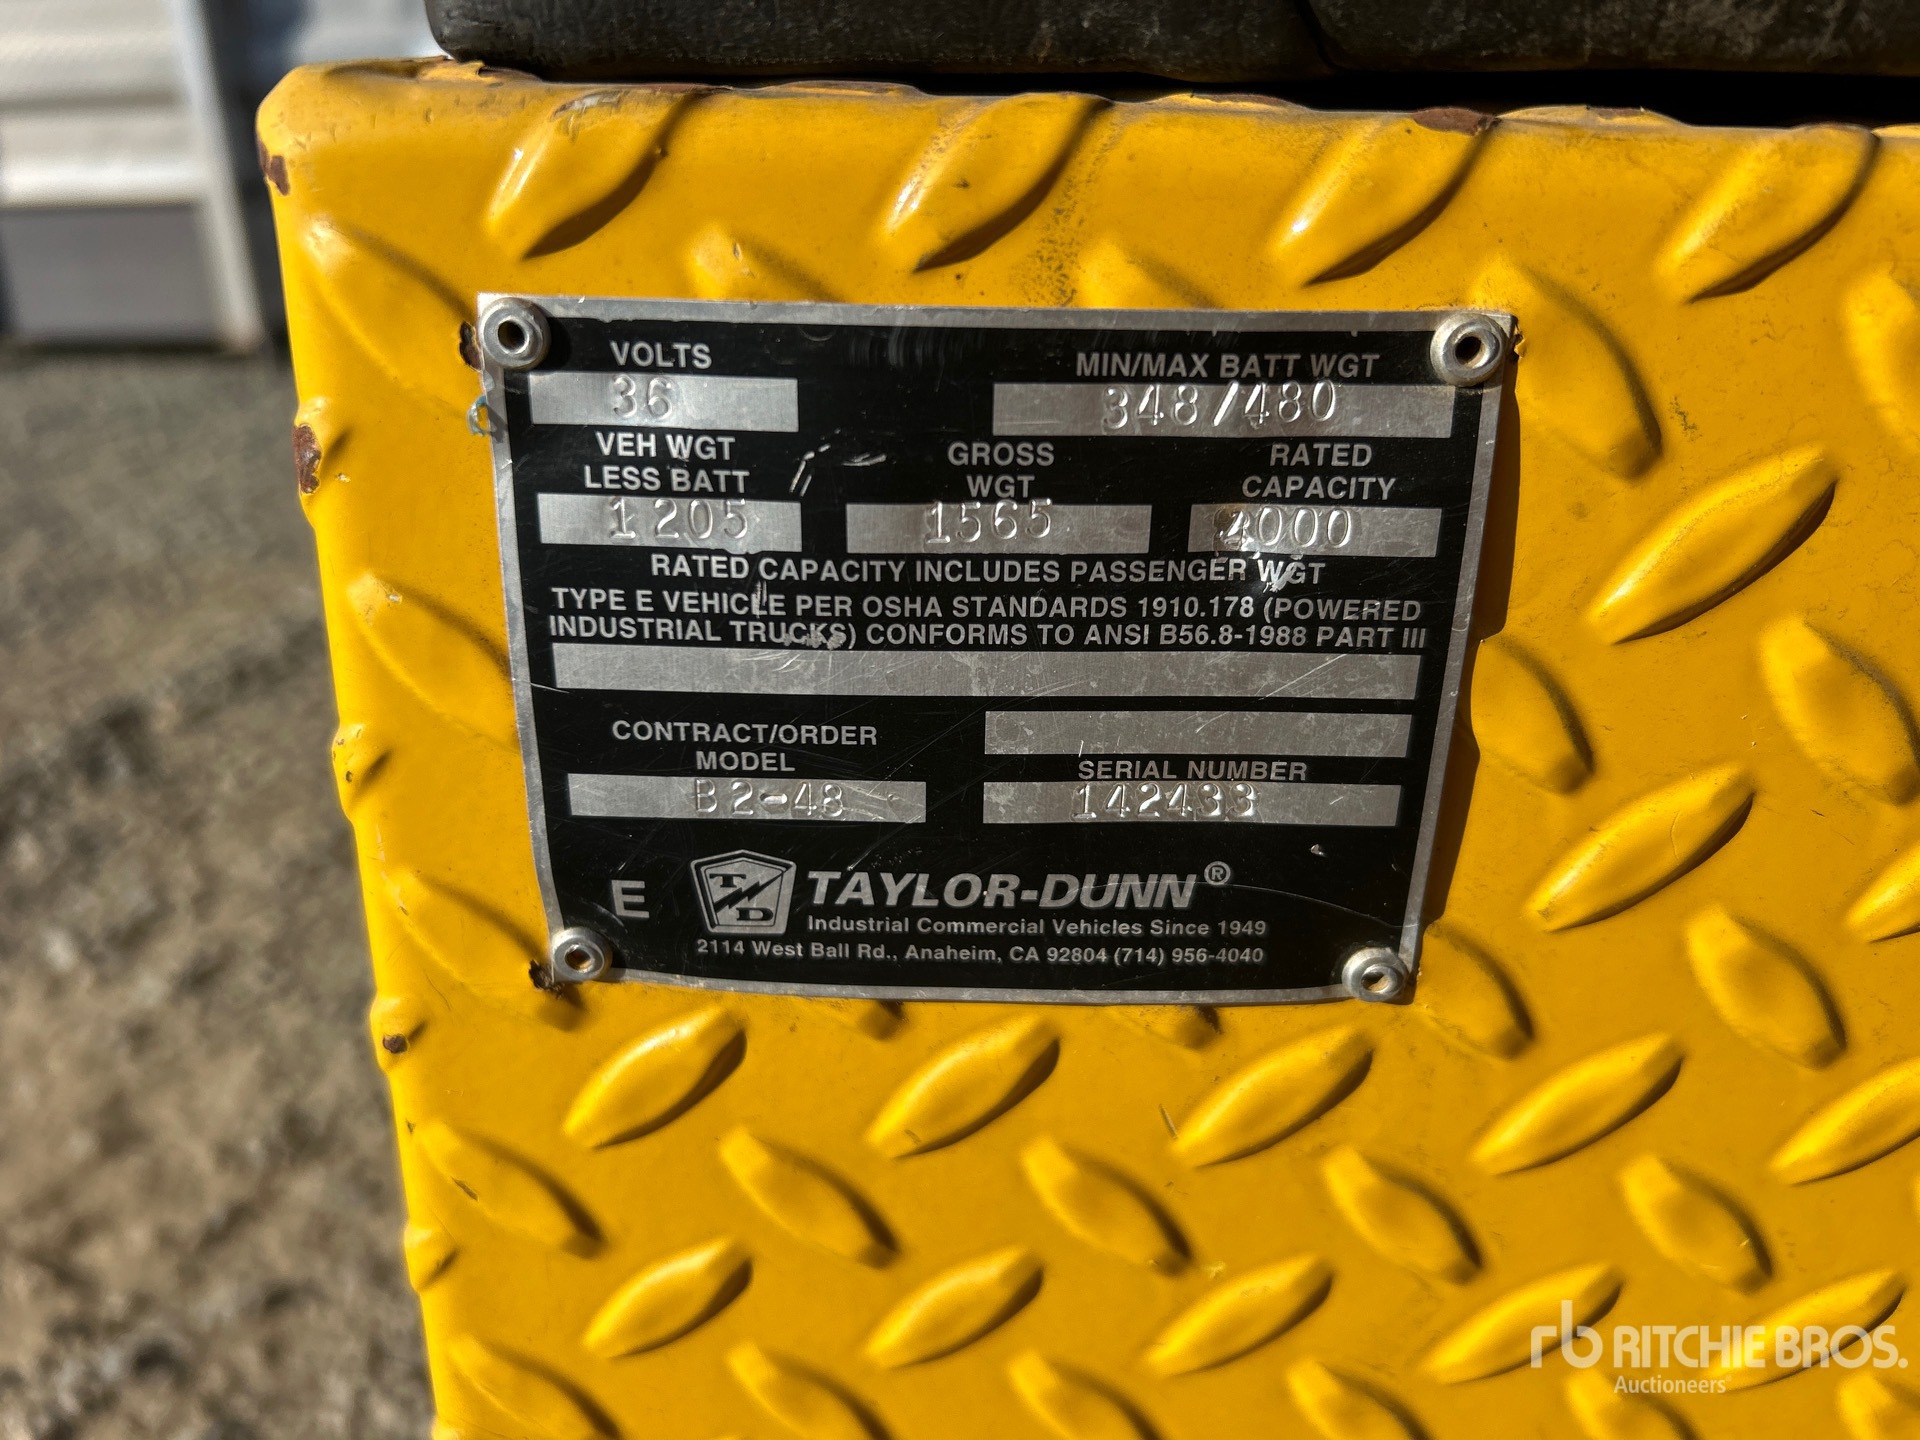 VOLTS
36
MIN/MAX BATT WGT
348/480
VEH WGT
LESS BATT
1205
GROSS
WGT
1565
RATED
CAPACITY
RATED CAPACITY INCLUDES PASSENGER WGT
TYPE E VEHICLE PER OSHA STANDARDS 1910.178 (POWERED
INDUSTRIAL TRUCKS) CONFORMS TO ANSI B56.8-1988 PART III
CONTRACT/ORDER
MODEL
B2-48
SERIAL NUMBER
142433
E
TD
TAYLOR-DUNN®
Industrial Commercial Vehicles Since 1949
2114 West Ball Rd., Anaheim, CA 92804 (714) 956-4040
rb RITCHIE BROS.
Auctioneers